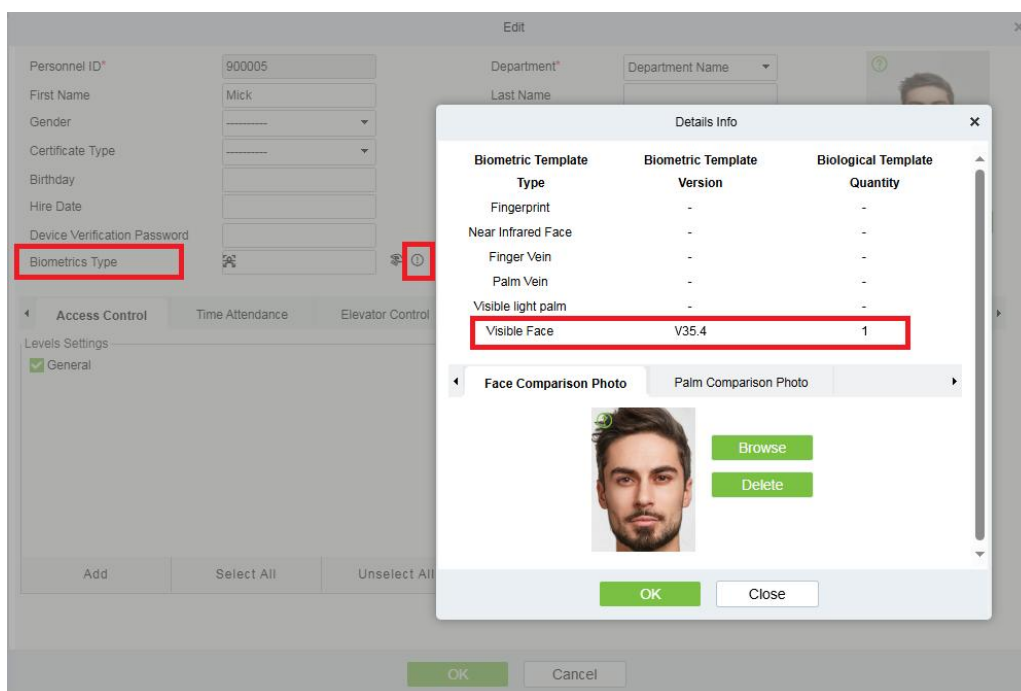 Edit
Personnel ID* 900005 Department* Department Name
First Name Mick Last Name
Gender ----------
Certificate Type ----------
Birthday
Hire Date
Device Verification Password
Biometrics Type
Access Control Time Attendance Elevator Control
Levels Settings
General
Add Select All Unselect All
OK Cancel
Details Info
Biometric Template Type Biometric Template Version Biological Template Quantity
Fingerprint - -
Near Infrared Face - -
Finger Vein - -
Palm Vein - -
Visible light palm - -
Visible Face V35.4 1
Face Comparison Photo Palm Comparison Photo
Browse
Delete
OK Close